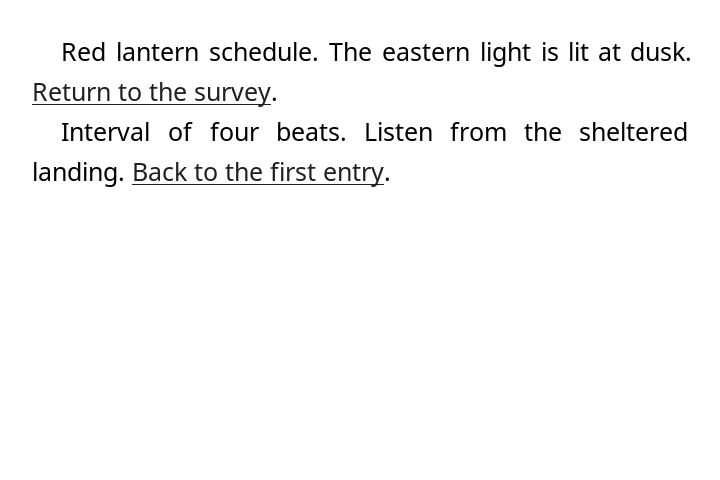 Red lantern schedule. The eastern light is lit at dusk.
Return to the survey.
Interval of four beats. Listen from the sheltered
landing. Back to the first entry.